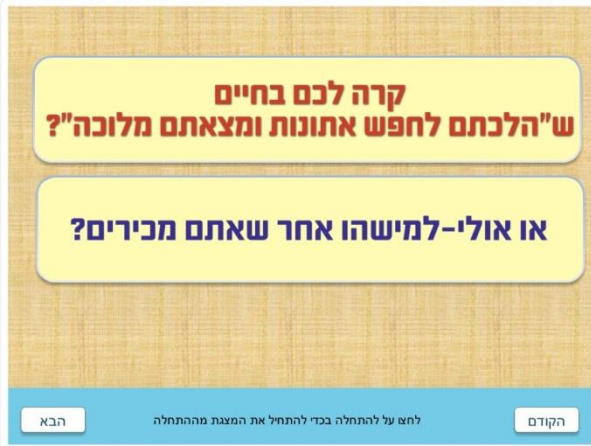 קרה לכם בחיים
ש"הלכתם לחפש אתונות ומצאתם מלוכה"?
או אולי-למישהו אחר שאתם מכירים?
הקודם
לחצו על להתחלה בכדי להתחיל את המצגת מההתחלה
הבא